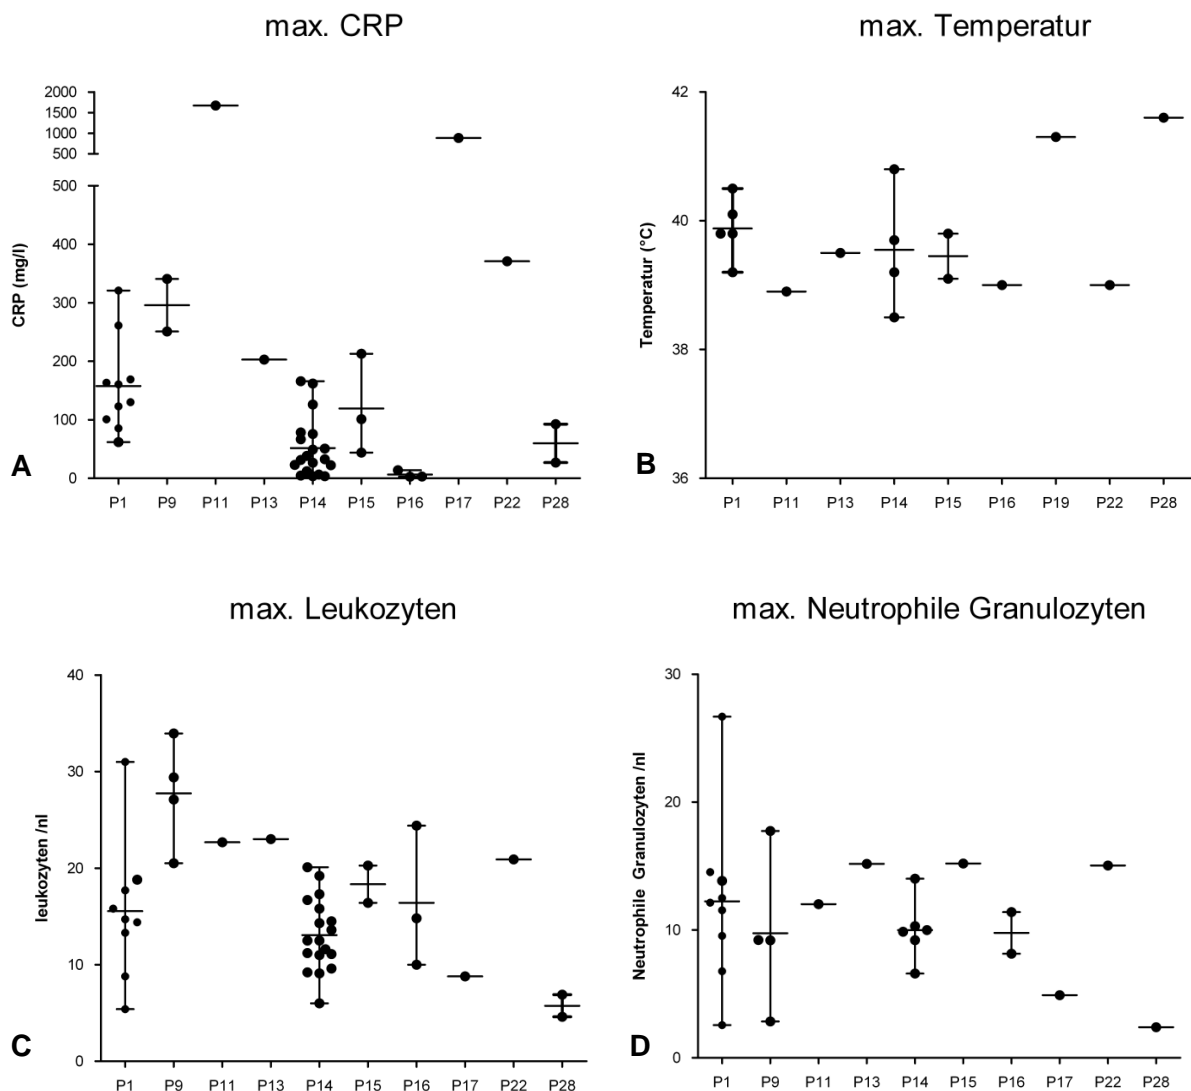 max. CRP
2000
1500
1000
500
500
400
300
200
100
0
CRP (mg/l)
P1 P9 P11 P13 P14 P15 P16 P17 P22 P28
A
max. Temperatur
42
40
38
36
Temperatur (°C)
P1 P11 P13 P14 P15 P16 P19 P22 P28
B
max. Leukozyten
40
30
20
10
0
leukozyten /nl
P1 P9 P11 P13 P14 P15 P16 P17 P22 P28
C
max. Neutrophile Granulozyten
30
20
10
0
Neutrophile Granulozyten /nl
P1 P9 P11 P13 P14 P15 P16 P17 P22 P28
D